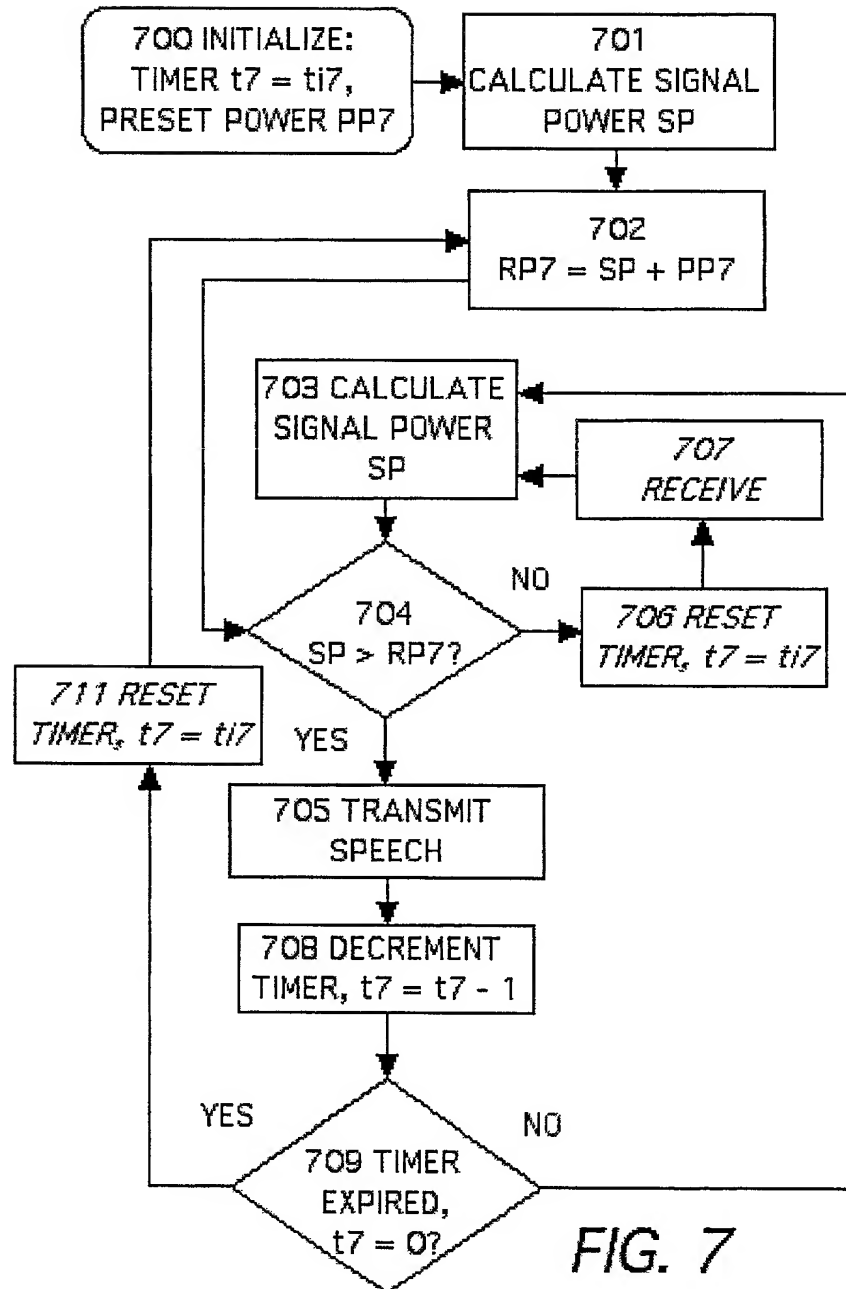 700 INITIALIZE:
TIMER t7 = ti7,
PRESET POWER PP7
701
CALCULATE SIGNAL
POWER SP
702
RP7 = SP + PP7
703 CALCULATE
SIGNAL POWER
SP
707
RECEIVE
704
SP > RP7?
NO
706 RESET
TIMER, t7 = ti7
711 RESET
TIMER, t7 = ti7
YES
705 TRANSMIT
SPEECH
708 DECREMENT
TIMER, t7 = t7 - 1
YES
NO
709 TIMER
EXPIRED,
t7 = 0?
FIG. 7